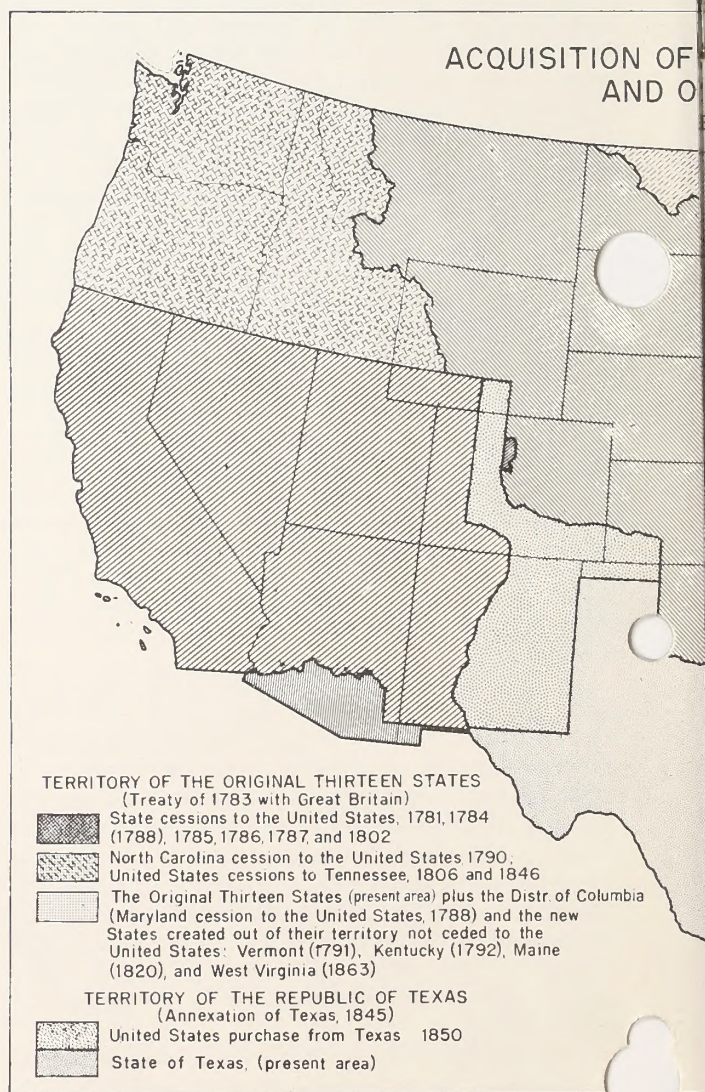 ACQUISITION OF
AND O
TERRITORY OF THE ORIGINAL THIRTEEN STATES
(Treaty of 1783 with Great Britain)
State cessions to the United States, 1781, 1784
(1788), 1785, 1786, 1787, and 1802
North Carolina cession to the United States, 1790;
United States cessions to Tennessee, 1806 and 1846
The Original Thirteen States (present area) plus the Distr. of Columbia
(Maryland cession to the United States, 1788) and the new
States created out of their territory not ceded to the
United States: Vermont (1791), Kentucky (1792), Maine
(1820), and West Virginia (1863)
TERRITORY OF THE REPUBLIC OF TEXAS
(Annexation of Texas, 1845)
United States purchase from Texas 1850
State of Texas, (present area)